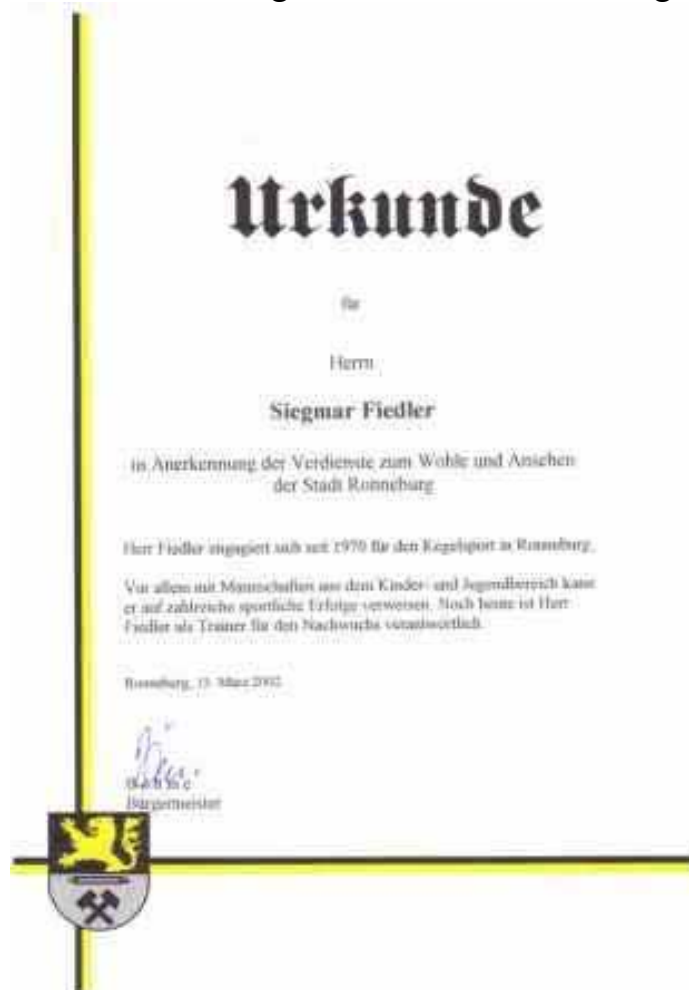 Urkunde
für
Herrn
Siegmar Fiedler
in Anerkennung der Verdienste zum Wohle und Ansehen
der Stadt Ronneburg
Herr Fiedler engagiert sich seit 1970 für den Kegelsport in Ronneburg.
Vor allem mit Mannschaften aus dem Kinder- und Jugendbereich kann
er auf zahlreiche sportliche Erfolge verweisen. Noch heute ist Herr
Fiedler als Trainer für den Nachwuchs verantwortlich.
Ronneburg, März 2002
Bürgermeister